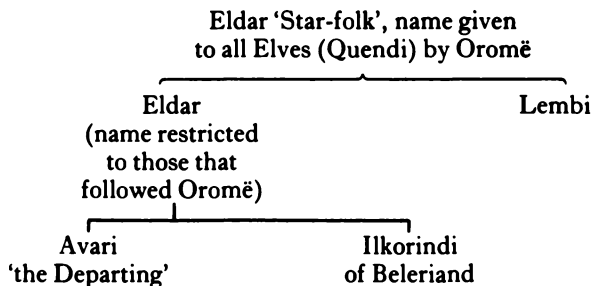 Eldar ‘Star-folk’, name given
to all Elves (Quendi) by Oromë
Eldar
(name restricted
to those that
followed Oromë)
Lembi
Avari
‘the Departing’
Ilkorindi
of Beleriand